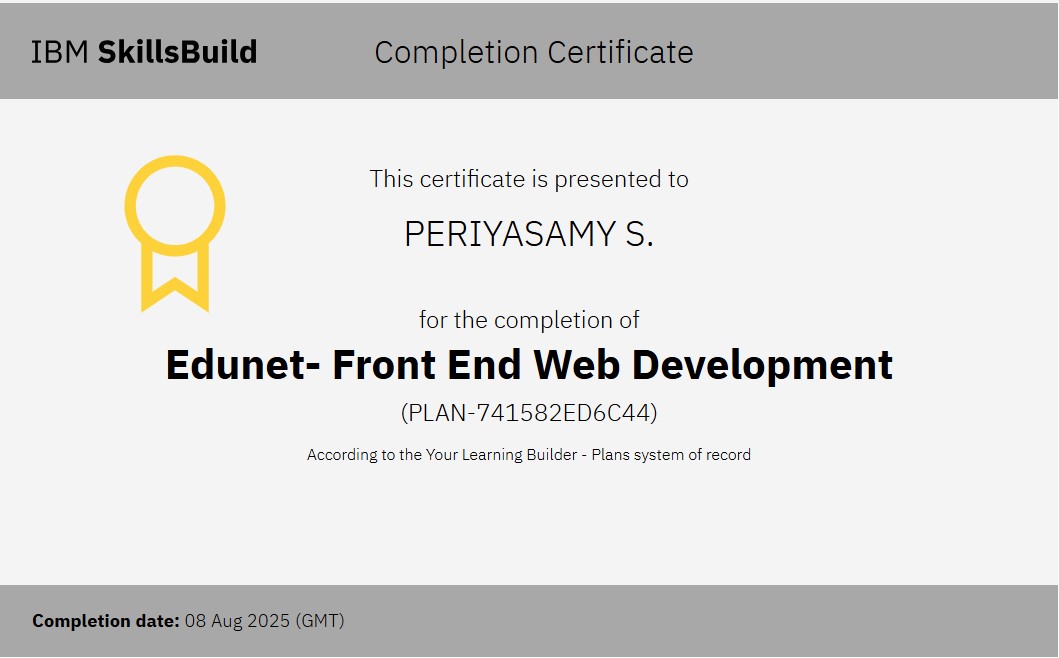 IBM SkillsBuild
Completion Certificate
This certificate is presented to
PERIYASAMY S.
for the completion of
Edunet- Front End Web Development
(PLAN-741582ED6C44)
According to the Your Learning Builder - Plans system of record
Completion date: 08 Aug 2025 (GMT)